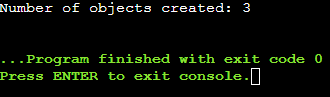 Number of objects created: 3
...Program finished with exit code 0
Press ENTER to exit console.